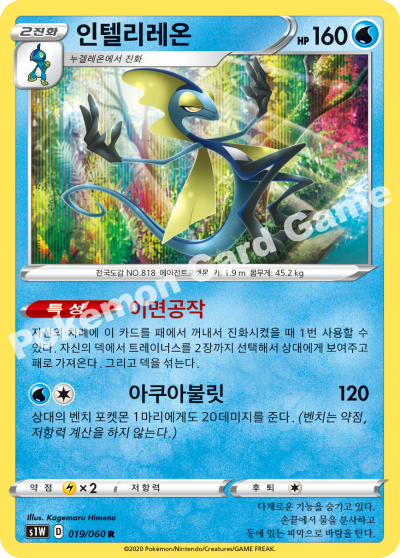 2진화
인텔리레온
HP 160
누겔레온에서 진화
전국도감 NO.818 에이전트포켓몬 키: 1.9 m 몸무게: 45.2 kg
특성 이면공작
자신의 차례에 이 카드를 패에서 꺼내서 진화시켰을 때 1번 사용할 수
있다. 자신의 덱에서 트레이너스를 2장까지 선택해서 상대에게 보여주고
패로 가져온다. 그리고 덱을 섞는다.
아쿠아불릿 120
상대의 벤치 포켓몬 1마리에게도 20데미지를 준다. (벤치는 약점,
저항력 계산을 하지 않는다.)
약점 ×2 저항력 후퇴
Illus. Kagemaru Himeno
s1W D 019/060 R
다채로운 기능을 숨기고 있다.
손끝에서 물을 분사하고
등에 있는 피막으로 바람을 탄다.
©2020 Pokémon/Nintendo/Creatures/GAME FREAK.
Pokémon Card Game